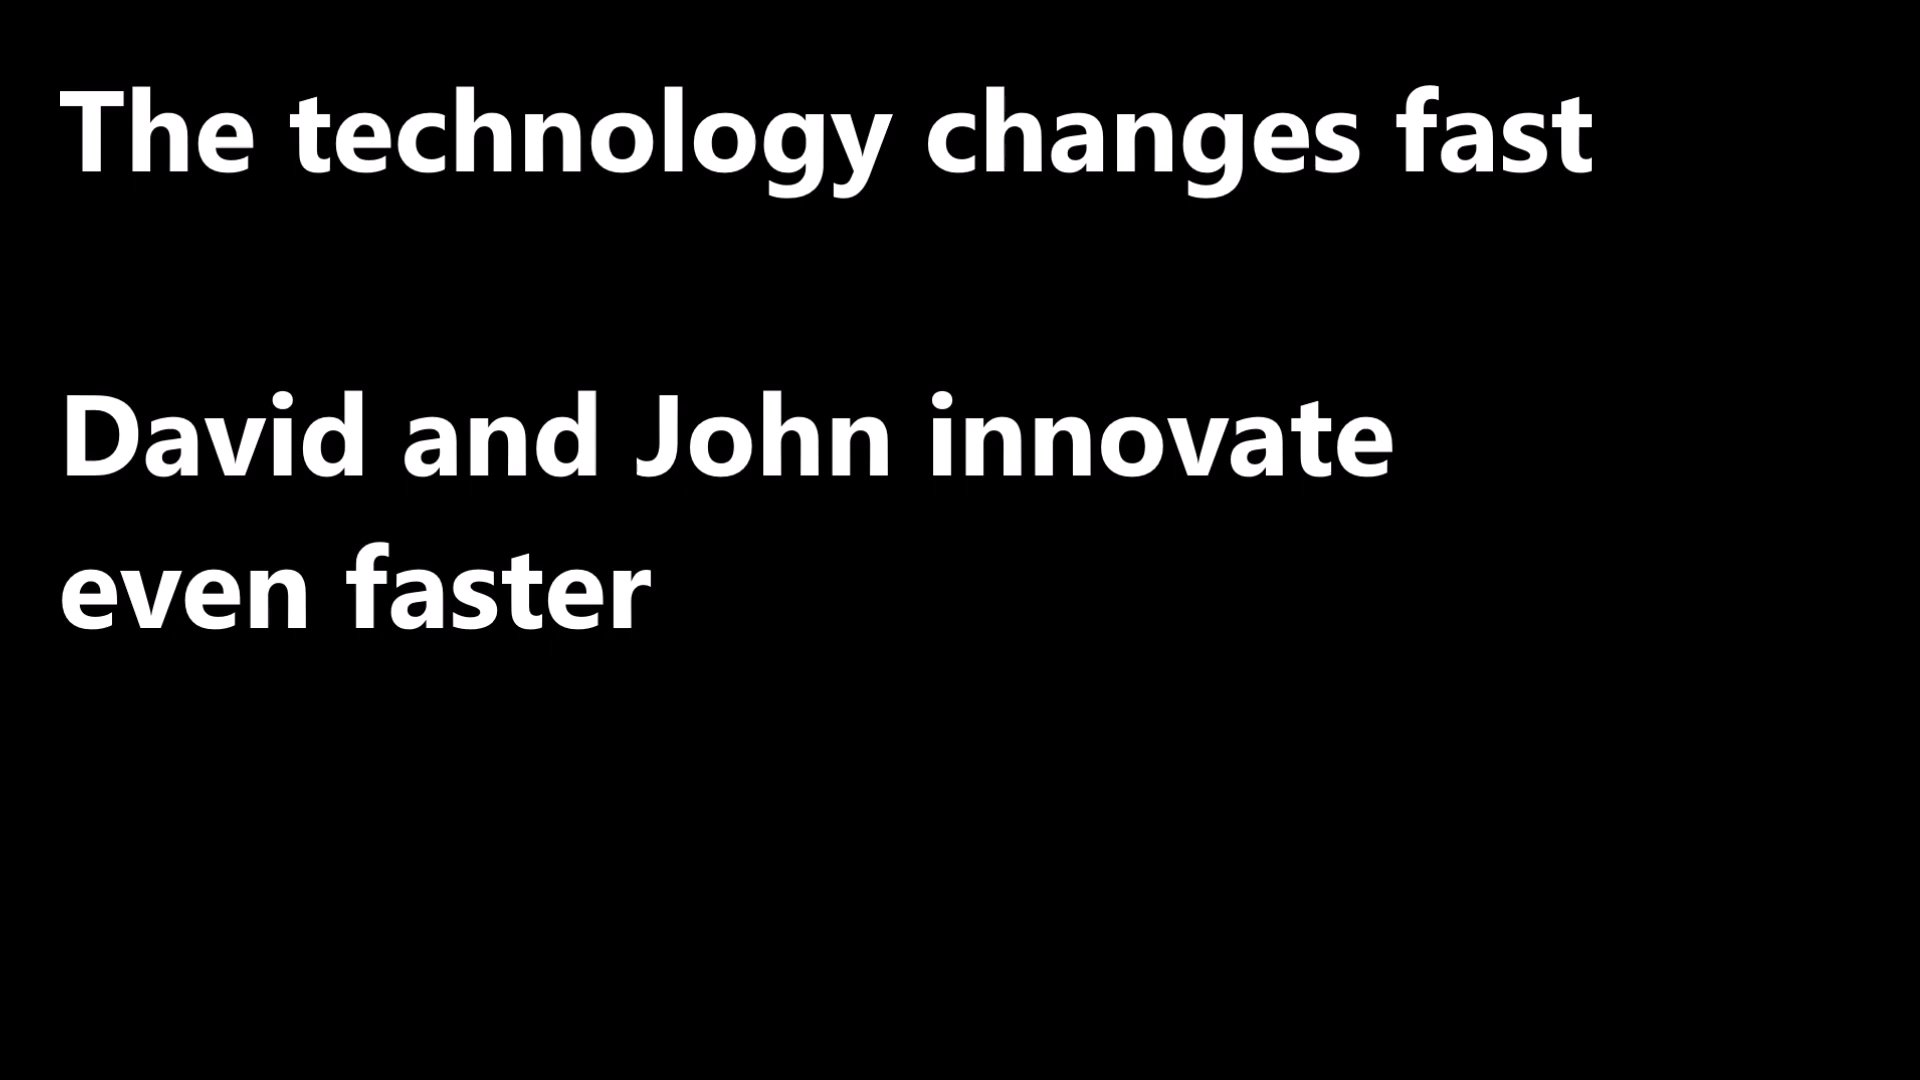 The technology changes fast
David and John innovate
even faster